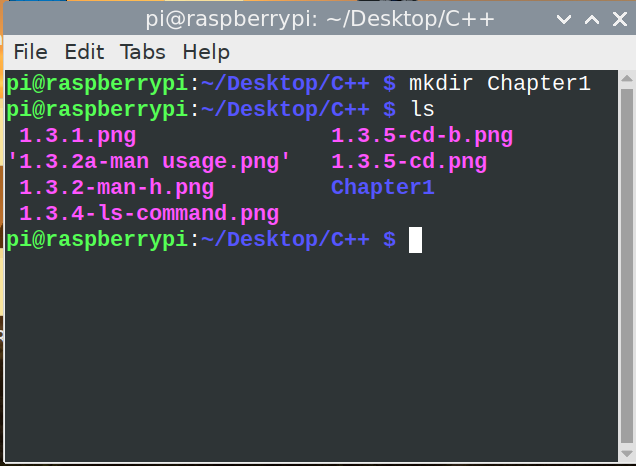 pi@raspberrypi: ~/Desktop/C++
File Edit Tabs Help
pi@raspberrypi:~/Desktop/C++ $ mkdir Chapter1
pi@raspberrypi:~/Desktop/C++ $ ls
1.3.1.png 1.3.5-cd-b.png
'1.3.2a-man usage.png' 1.3.5-cd.png
1.3.2-man-h.png Chapter1
1.3.4-ls-command.png
pi@raspberrypi:~/Desktop/C++ $